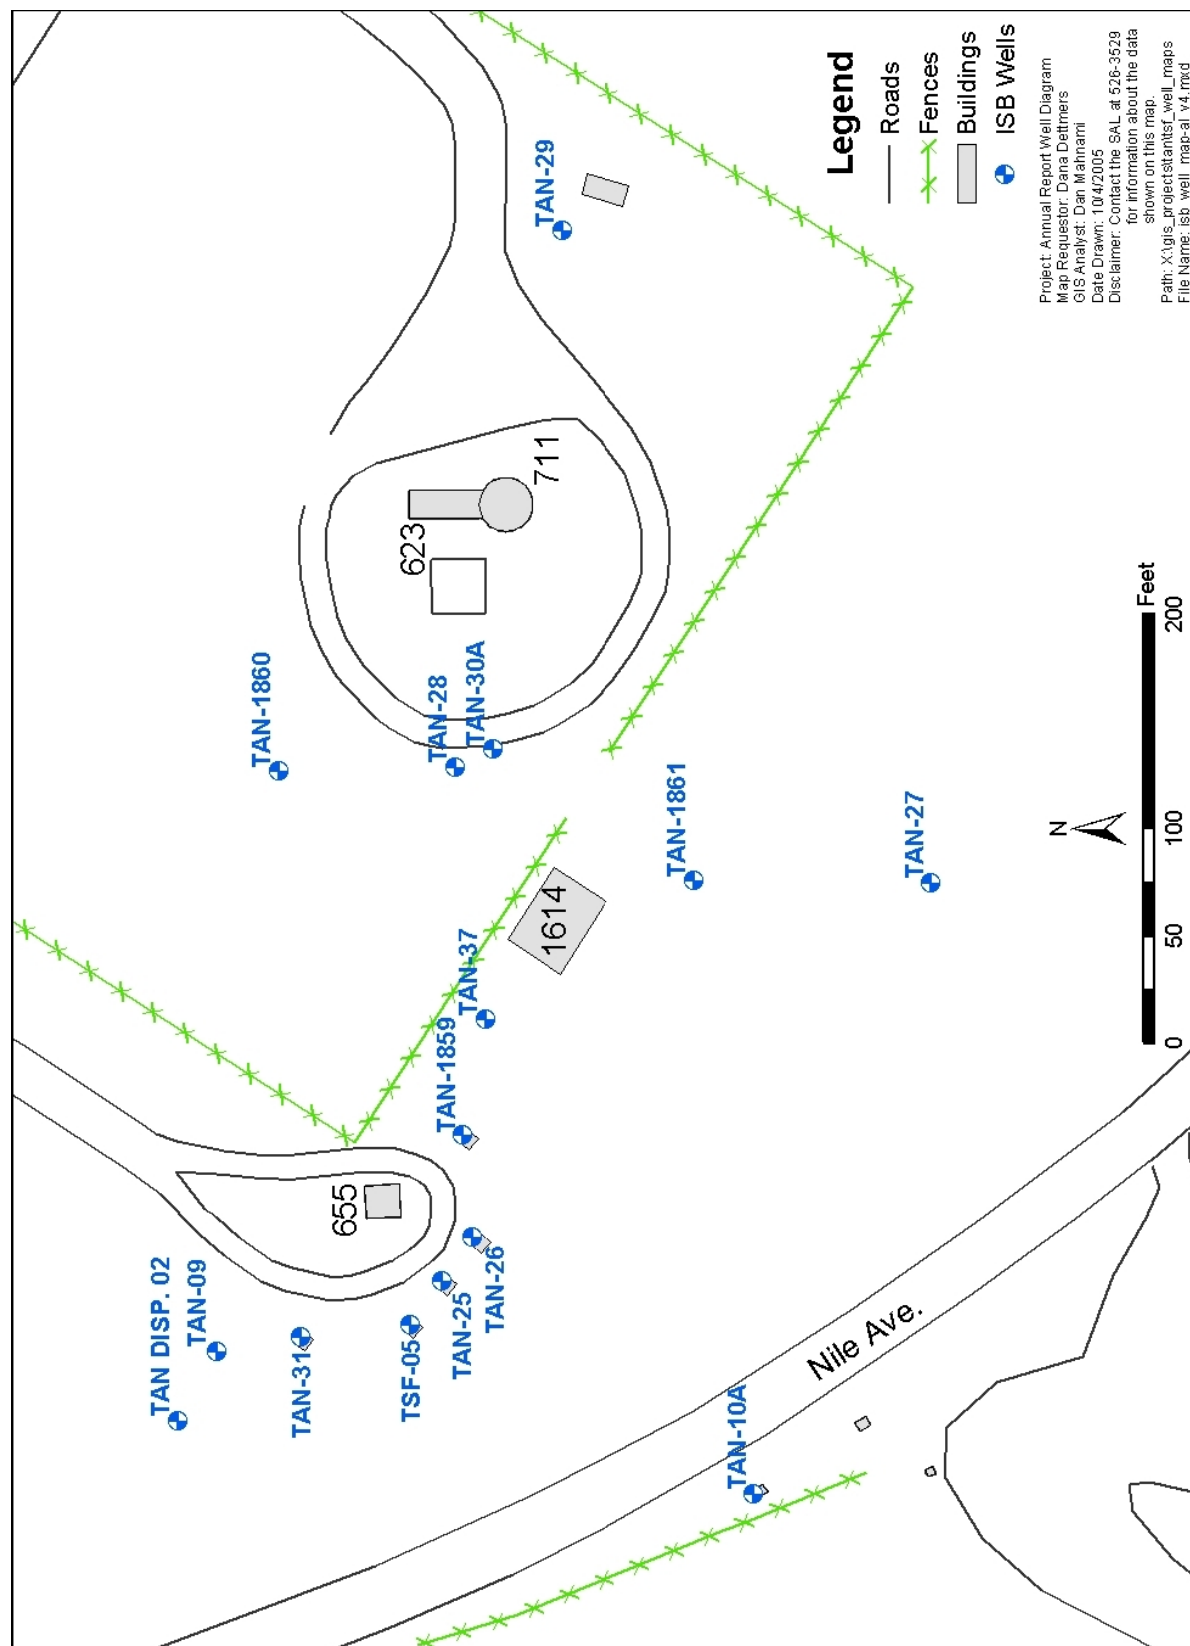 TAN DISP. 02
TAN-09
TAN-31
TSF-05
TAN-25
TAN-26
655
TAN-1859
TAN-37
1614
TAN-1860
TAN-28
TAN-30A
623
711
TAN-29
TAN-1861
TAN-27
TAN-10A
Nile Ave.
N
0
50
100
200
Feet
Legend
Roads
Fences
Buildings
ISB Wells
Project: Annual Report Well Diagram
Map Requestor: Dana Dettmers
GIS Analyst: Dan Mahnami
Date Drawn: 10/4/2005
Disclaimer: Contact the SAL at 526-3529
for information about the data
shown on this map.
Path: X:\gis_projects\tan\tsf_well_maps
File Name: isb_well_map-al_v4.mxd